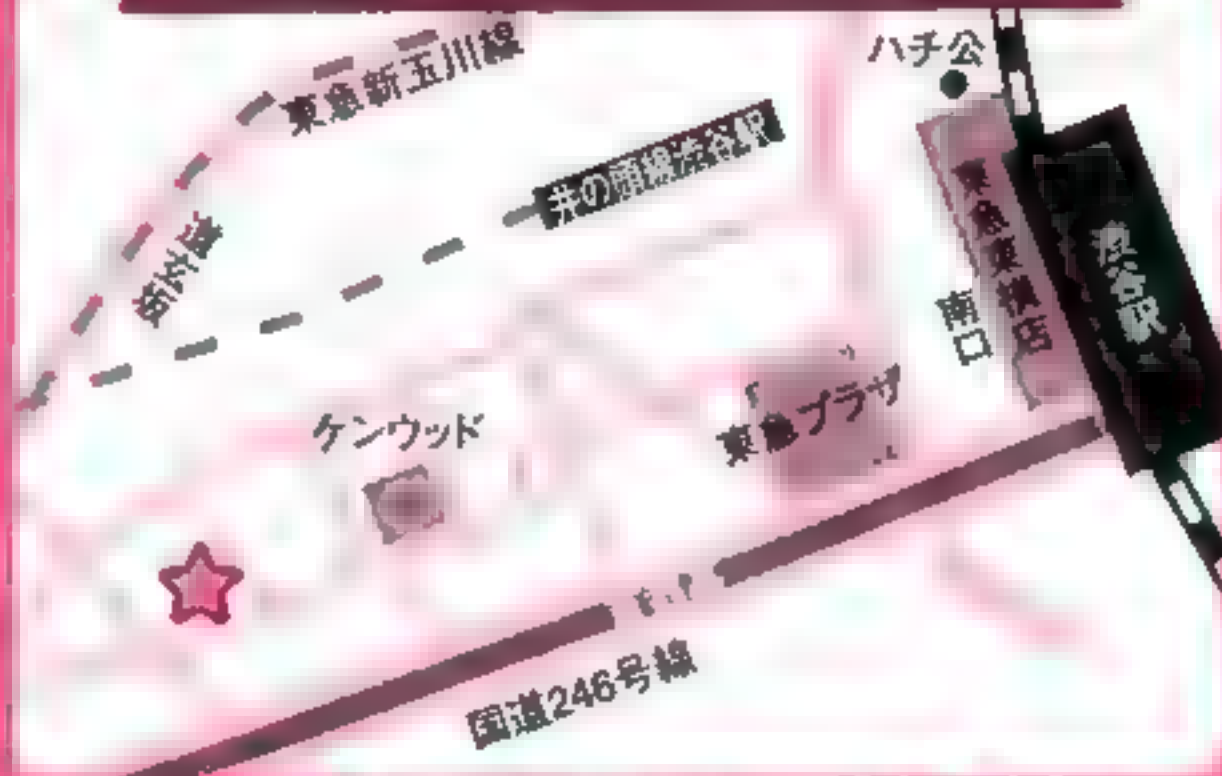 ハチ公
東急新玉川線
井の頭線渋谷駅
東急東横店
渋谷駅
道玄坂
南口
東急プラザ
ケンウッド
国道246号線